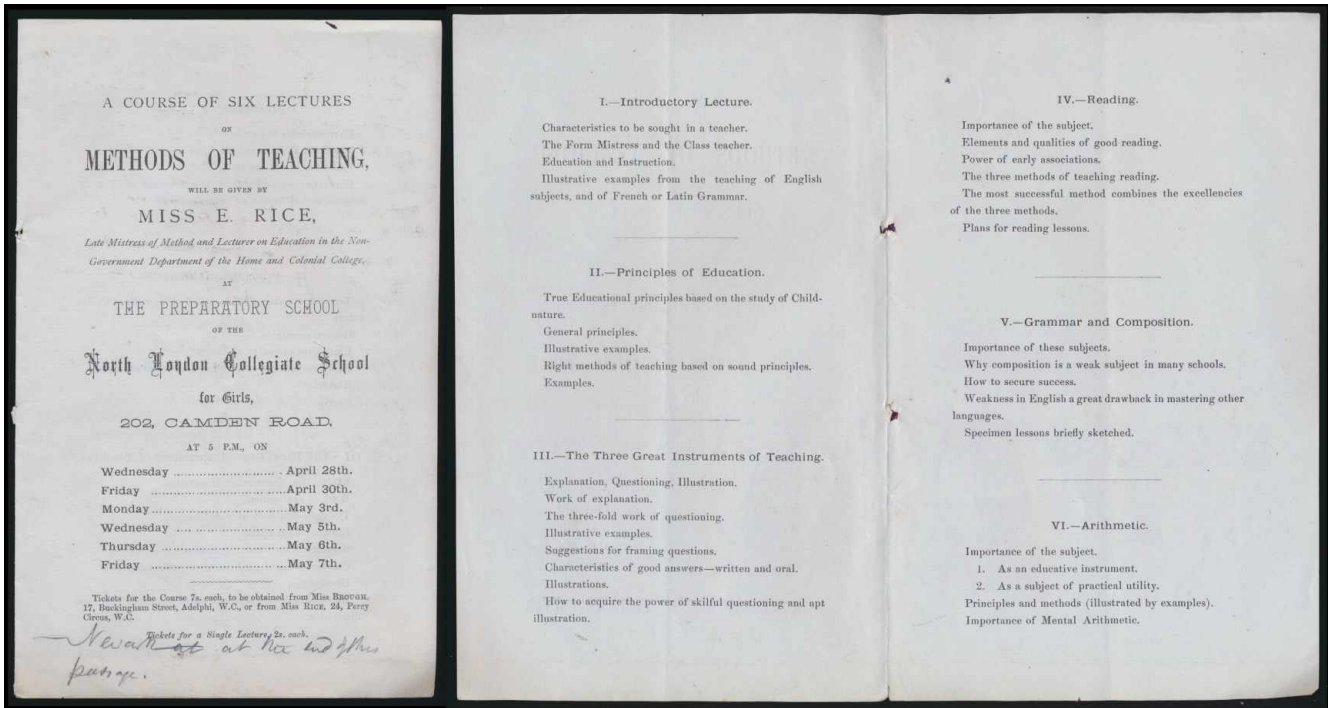 A COURSE OF SIX LECTURES
ON
METHODS OF TEACHING,
WILL BE GIVEN BY
MISS E. RICE,
Late Mistress of Method and Lecturer on Education in the Non-
Government Department of the Home and Colonial College,
AT
THE PREPARATORY SCHOOL
OF THE
North London Collegiate School
for Girls,
202, CAMDEN ROAD,
AT 5 P.M., ON
Wednesday ............................ April 28th.
Friday ...................................April 30th.
Monday...................................May 3rd.
Wednesday ............................May 5th.
Thursday ...............................May 6th.
Friday ...................................May 7th.
Tickets for the Course 7s. each, to be obtained from Miss BROUGH,
17, Buckingham Street, Adelphi, W.C., or from Miss RICE, 24, Percy
Circus, W.C.
Tickets for a Single Lecture, 2s. each.
at the end of this
passage.
I.—Introductory Lecture.
Characteristics to be sought in a teacher.
The Form Mistress and the Class teacher.
Education and Instruction.
Illustrative examples from the teaching of English
subjects, and of French or Latin Grammar.
II.—Principles of Education.
True Educational principles based on the study of Child-
nature.
General principles.
Illustrative examples.
Right methods of teaching based on sound principles.
Examples.
III.—The Three Great Instruments of Teaching.
Explanation, Questioning, Illustration.
Work of explanation.
The three-fold work of questioning.
Illustrative examples.
Suggestions for framing questions.
Characteristics of good answers—written and oral.
Illustrations.
How to acquire the power of skilful questioning and apt
illustration.
IV.—Reading.
Importance of the subject.
Elements and qualities of good reading.
Power of early associations.
The three methods of teaching reading.
The most successful method combines the excellencies
of the three methods.
Plans for reading lessons.
V.—Grammar and Composition.
Importance of these subjects.
Why composition is a weak subject in many schools.
How to secure success.
Weakness in English a great drawback in mastering other
languages.
Specimen lessons briefly sketched.
VI.—Arithmetic.
Importance of the subject.
1. As an educative instrument.
2. As a subject of practical utility.
Principles and methods (illustrated by examples).
Importance of Mental Arithmetic.